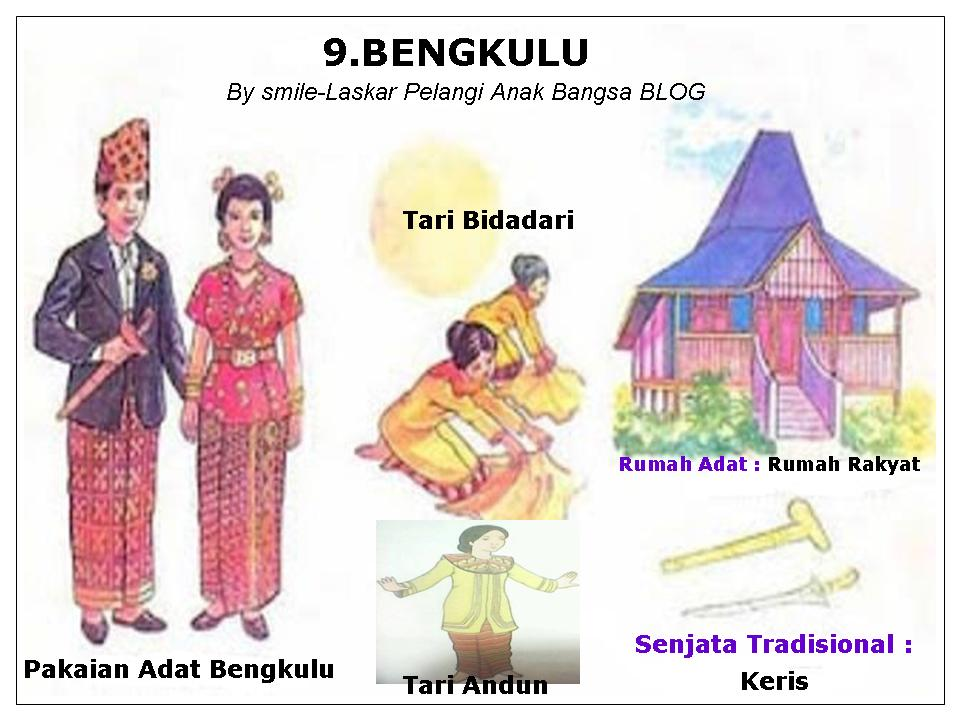 9.BENGKULU
By smile-Laskar Pelangi Anak Bangsa BLOG
Tari Bidadari
Rumah Adat : Rumah Rakyat
Senjata Tradisional :
Keris
Pakaian Adat Bengkulu
Tari Andun